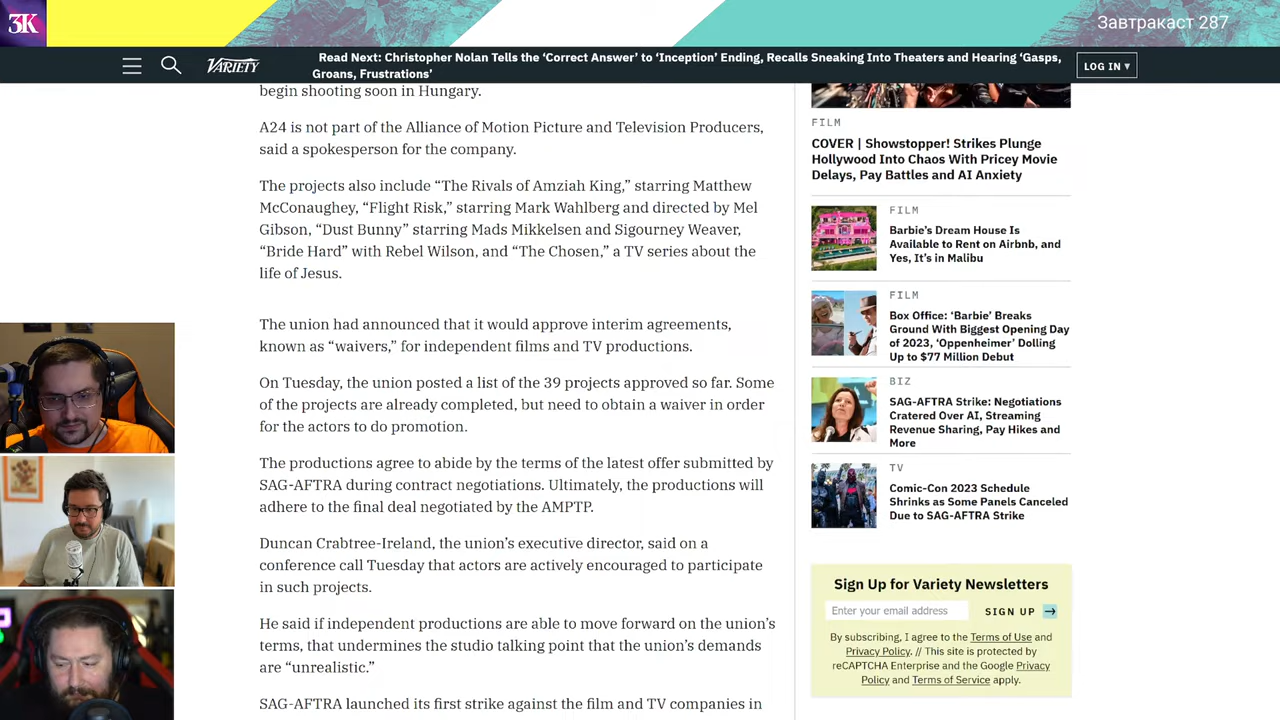 3K
Завтракаст 287
VARIETY
Read Next: Christopher Nolan Tells the ‘Correct Answer’ to ‘Inception’ Ending, Recalls Sneaking Into Theaters and Hearing ‘Gasps,
Groans, Frustrations’
LOG IN ▾
begin shooting soon in Hungary.
A24 is not part of the Alliance of Motion Picture and Television Producers,
said a spokesperson for the company.
The projects also include “The Rivals of Amziah King,” starring Matthew
McConaughey, “Flight Risk,” starring Mark Wahlberg and directed by Mel
Gibson, “Dust Bunny” starring Mads Mikkelsen and Sigourney Weaver,
“Bride Hard” with Rebel Wilson, and “The Chosen,” a TV series about the
life of Jesus.
The union had announced that it would approve interim agreements,
known as “waivers,” for independent films and TV productions.
On Tuesday, the union posted a list of the 39 projects approved so far. Some
of the projects are already completed, but need to obtain a waiver in order
for the actors to do promotion.
The productions agree to abide by the terms of the latest offer submitted by
SAG-AFTRA during contract negotiations. Ultimately, the productions will
adhere to the final deal negotiated by the AMPTP.
Duncan Crabtree-Ireland, the union’s executive director, said on a
conference call Tuesday that actors are actively encouraged to participate
in such projects.
He said if independent productions are able to move forward on the union’s
terms, that undermines the studio talking point that the union’s demands
are “unrealistic.”
SAG-AFTRA launched its first strike against the film and TV companies in
FILM
COVER | Showstopper! Strikes Plunge
Hollywood Into Chaos With Pricey Movie
Delays, Pay Battles and AI Anxiety
FILM
Barbie’s Dream House Is
Available to Rent on Airbnb, and
Yes, It’s in Malibu
FILM
Box Office: ‘Barbie’ Breaks
Ground With Biggest Opening Day
of 2023, ‘Oppenheimer’ Dolling
Up to $77 Million Debut
BIZ
SAG-AFTRA Strike: Negotiations
Cratered Over AI, Streaming
Revenue Sharing, Pay Hikes and
More
TV
Comic-Con 2023 Schedule
Shrinks as Some Panels Canceled
Due to SAG-AFTRA Strike
Sign Up for Variety Newsletters
Enter your email address
SIGN UP →
By subscribing, I agree to the Terms of Use and
Privacy Policy. // This site is protected by
reCAPTCHA Enterprise and the Google Privacy
Policy and Terms of Service apply.